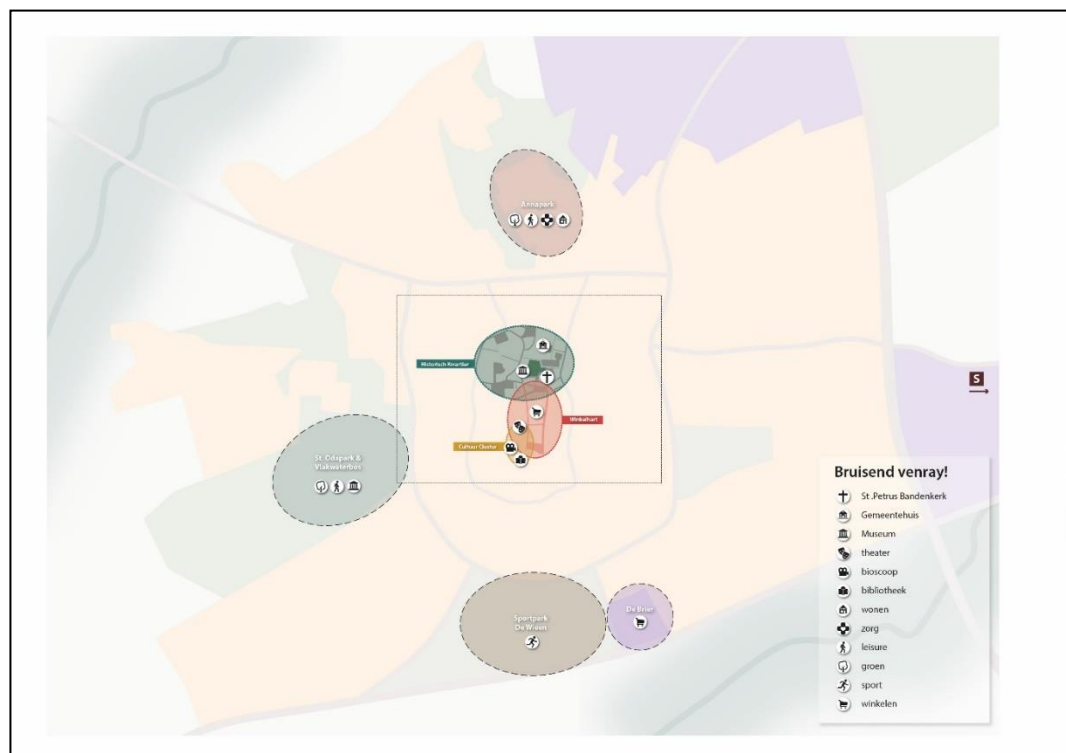 Annapark
Historisch Kwartier
Winkelhart
Cultuur Cluster
St. Odapark &
Vlakwaterbos
Sportpark
De Wieën
De Brier
S
Bruisend venray!
St .Petrus Bandenkerk
Gemeentehuis
Museum
theater
bioscoop
bibliotheek
wonen
zorg
leisure
groen
sport
winkelen